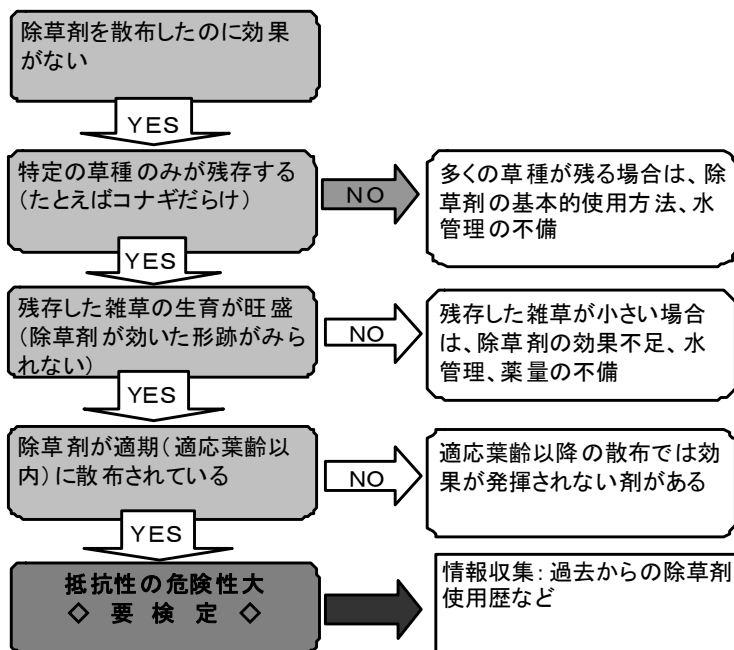 除草剤を散布したのに効果
がない
YES
特定の草種のみが残存する
(たとえばコナギだらけ)
NO
多くの草種が残る場合は、除
草剤の基本的使用方法、水
管理の不備
YES
残存した雑草の生育が旺盛
(除草剤が効いた形跡がみら
れない)
NO
残存した雑草が小さい場合
は、除草剤の効果不足、水
管理、薬量の不備
YES
除草剤が適期(適応葉齢以
内)に散布されている
NO
適応葉齢以降の散布では効
果が発揮されない剤がある
YES
抵抗性の危険性大
◇ 要 検 定 ◇
情報収集:過去からの除草剤
使用歴など